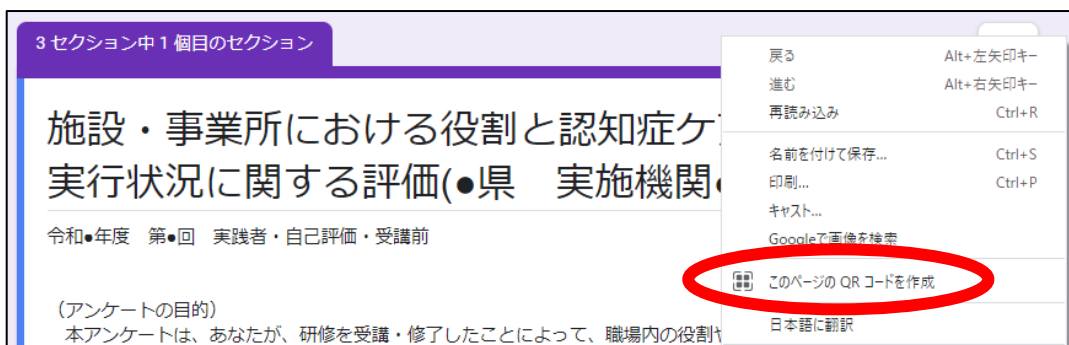 3 セクション中 1 個目のセクション
施設・事業所における役割と認知症ケ
実行状況に関する評価(●県　実施機関
令和●年度　第●回　実践者・自己評価・受講前
（アンケートの目的）
本アンケートは、あなたが、研修を受講・修了したことによって、職場内の役割
戻る Alt+左矢印キー
進む Alt+右矢印キー
再読み込み Ctrl+R
名前を付けて保存... Ctrl+S
印刷... Ctrl+P
キャスト...
Googleで画像を検索
このページの QR コードを作成
日本語に翻訳